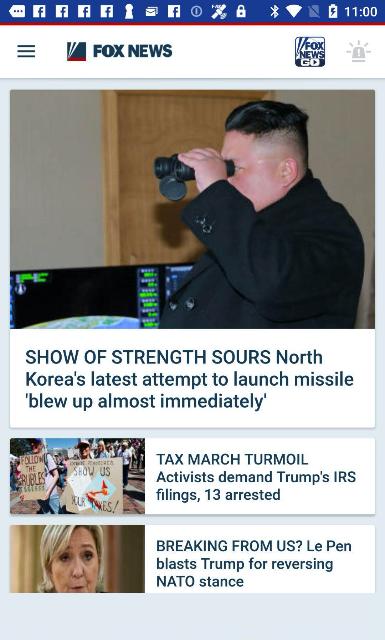 11:00
FOX NEWS
FOX
NEWS
GO
SHOW OF STRENGTH SOURS North
Korea's latest attempt to launch missile
'blew up almost immediately'
FOLLOW
THE
RUBLES
SHOW US
YOUR TAXES!
TAX MARCH TURMOIL
Activists demand Trump's IRS
filings, 13 arrested
BREAKING FROM US? Le Pen
blasts Trump for reversing
NATO stance